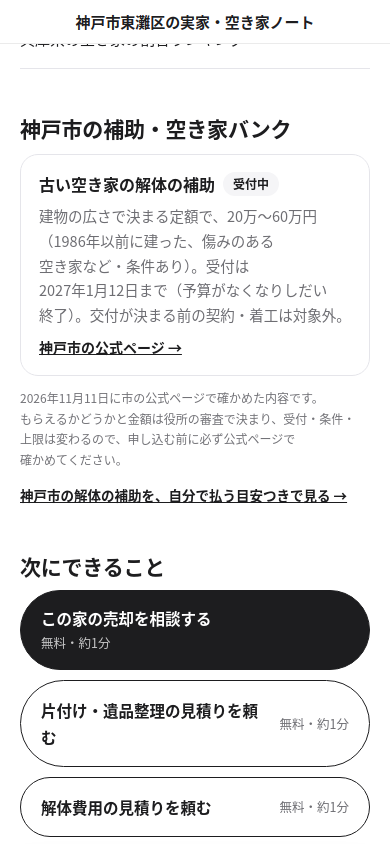 神戸市東灘区の実家・空き家ノート
神戸市の補助・空き家バンク
古い空き家の解体の補助 受付中
建物の広さで決まる定額で、20万〜60万円
（1986年以前に建った、傷みのある
空き家など・条件あり）。受付は
2027年1月12日まで（予算がなくなりしだい
終了）。交付が決まる前の契約・着工は対象外。
神戸市の公式ページ →
2026年11月11日に市の公式ページで確かめた内容です。
もらえるかどうかと金額は役所の審査で決まり、受付・条件・
上限は変わるので、申し込む前に必ず公式ページで
確かめてください。
神戸市の解体の補助を、自分で払う目安つきで見る →
次にできること
この家の売却を相談する
無料・約1分
片付け・遺品整理の見積りを頼
む
無料・約1分
解体費用の見積りを頼む 無料・約1分